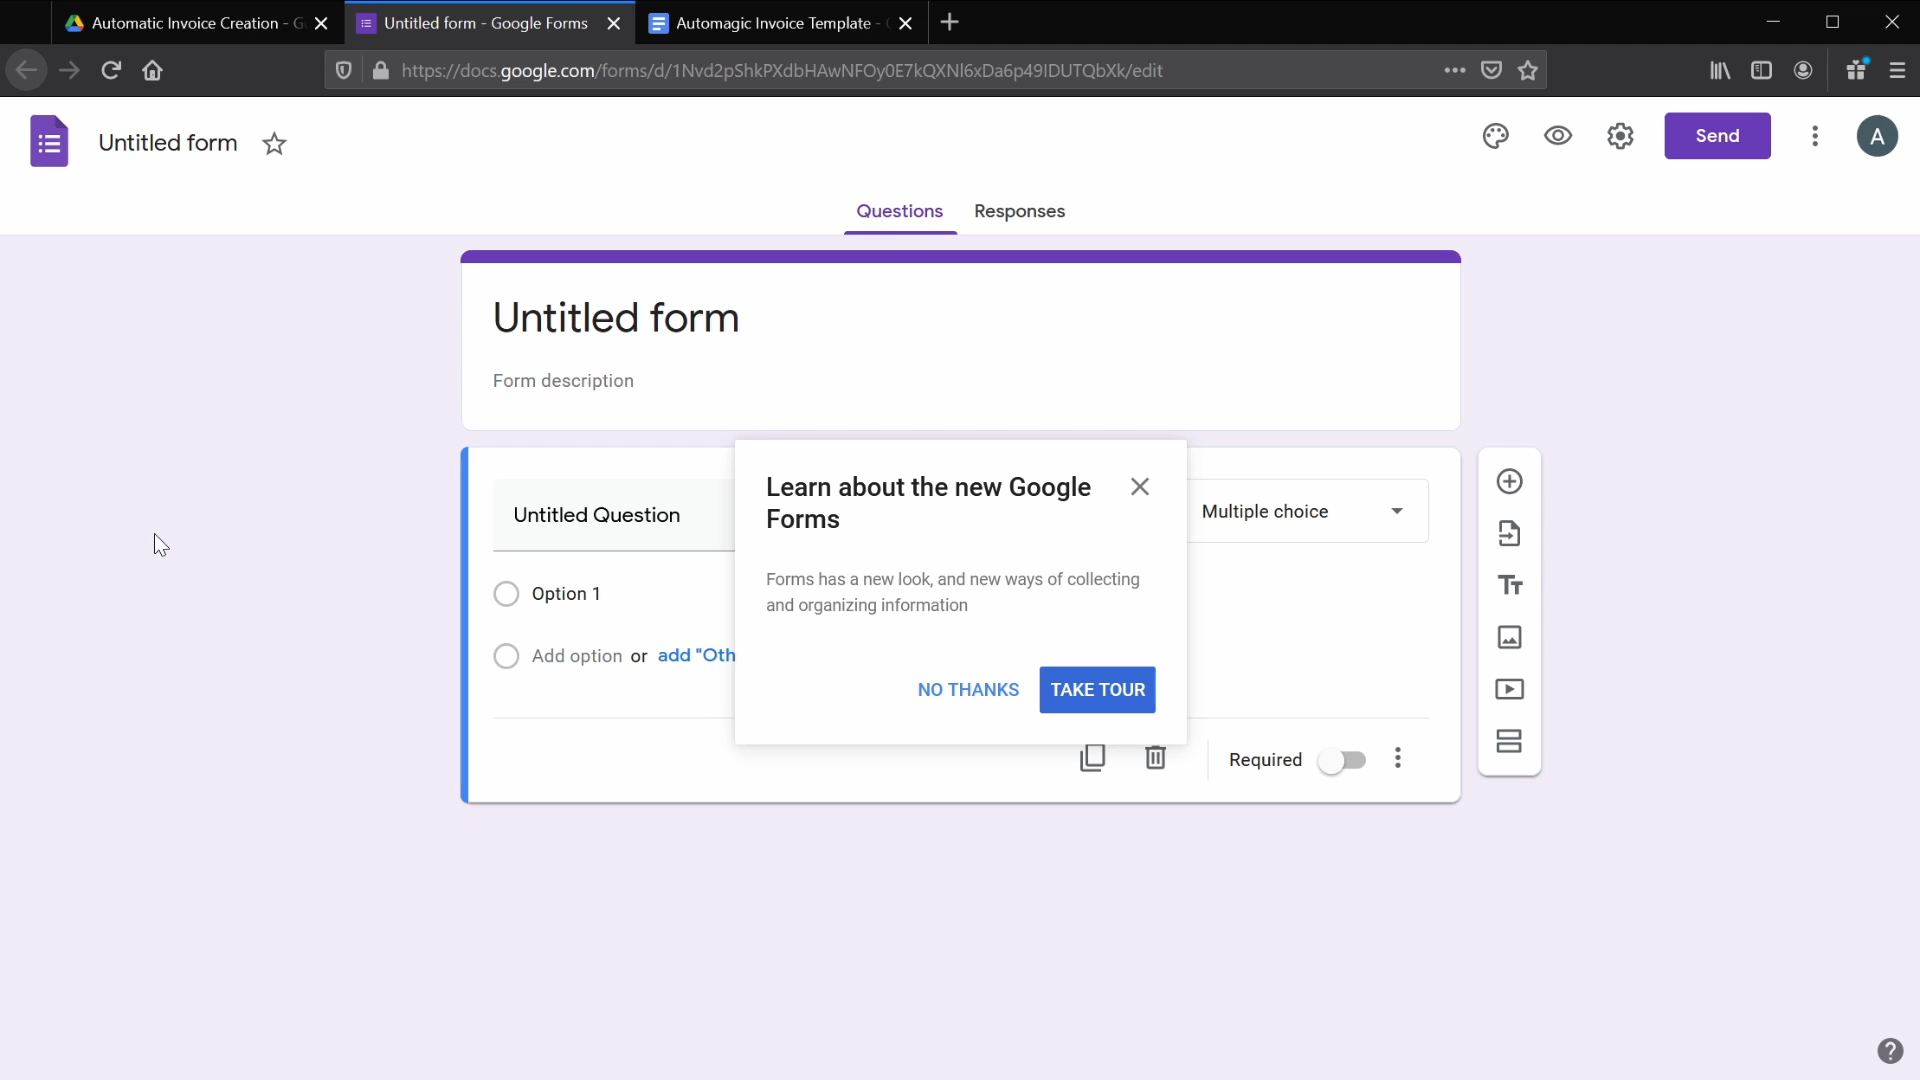 Automatic Invoice Creation - G
Untitled form - Google Forms
Automagic Invoice Template -
https://docs.google.com/forms/d/1Nvd2pShkPXdbHAwNFOy0E7kQXNl6xDa6p49IDUTQbXk/edit
Untitled form
Send
A
Questions
Responses
Untitled form
Form description
Learn about the new Google
Forms
Untitled Question
Multiple choice
Forms has a new look, and new ways of collecting
and organizing information
Option 1
Add option or add "Oth
NO THANKS
TAKE TOUR
Required